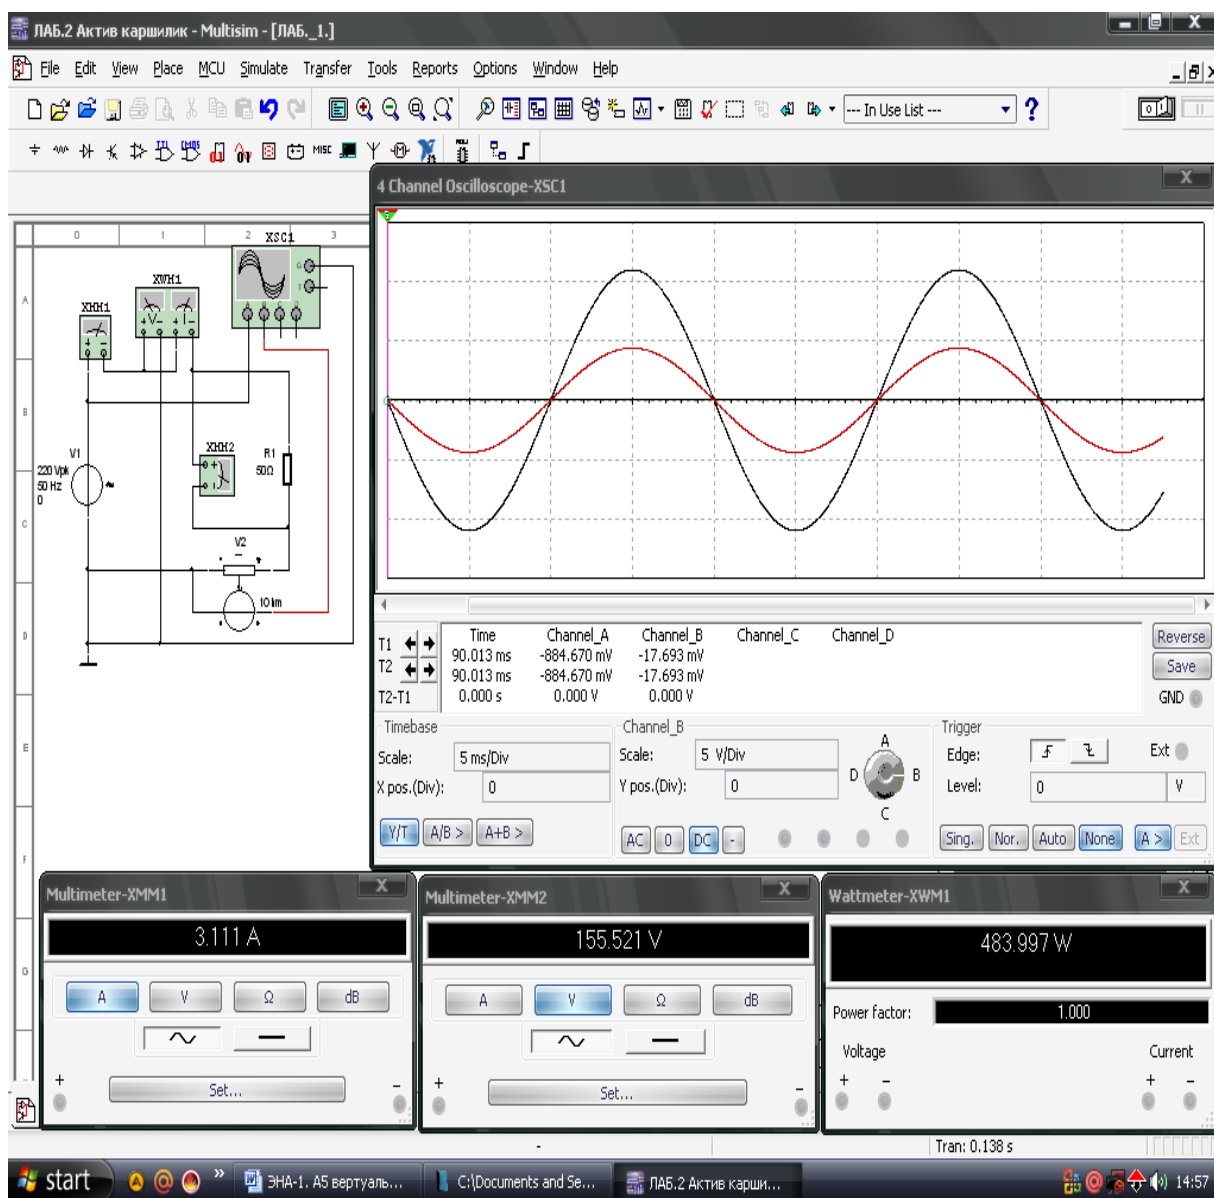 ЛАБ.2 Актив каршилик - Multisim - [ЛАБ._1.]
File Edit View Place MCU Simulate Transfer Tools Reports Options Window Help
--- In Use List ---
MISC
4 Channel Oscilloscope-XSC1
0 1 2 3
XSC1
G
T
A B C D
XWM1
V I
XMM1
A
B
C
D
E
F
G
V1
220 Vpk
50 Hz
0
XMM2
R1
50Ω
V2
1 Ohm
T1
T2
T2-T1
Time Channel_A Channel_B Channel_C Channel_D
90.013 ms -884.670 mV -17.693 mV
90.013 ms -884.670 mV -17.693 mV
0.000 s 0.000 V 0.000 V
Reverse
Save
GND
Timebase
Scale: 5 ms/Div
X pos.(Div): 0
Y/T A/B > A+B >
Channel_B
Scale: 5 V/Div
Y pos.(Div): 0
AC 0 DC -
A
B
C
D
Trigger
Edge: Ext
Level: 0 V
Sing. Nor. Auto None A > Ext
Multimeter-XMM1
3.111 A
A V Ω dB
+ Set... -
Multimeter-XMM2
155.521 V
A V Ω dB
+ Set... -
Wattmeter-XWM1
483.997 W
Power factor: 1.000
Voltage Current
+ - + -
-
Tran: 0.138 s
start
ЭНА-1. А5 вертуаль...
C:\Documents and Se...
ЛАБ.2 Актив карши...
14:57